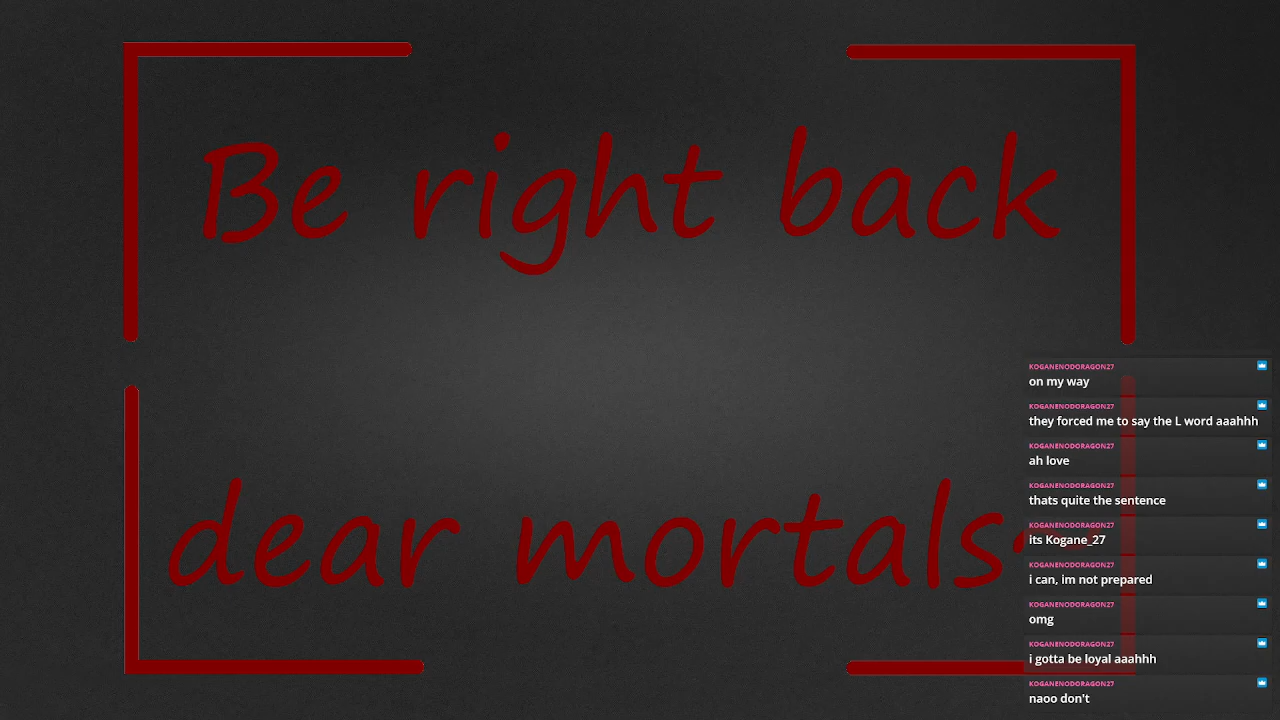 Be right back
dear mortals~
KOGANENODORAGON27
on my way
KOGANENODORAGON27
they forced me to say the L word aaahhh
KOGANENODORAGON27
ah love
KOGANENODORAGON27
thats quite the sentence
KOGANENODORAGON27
its Kogane_27
KOGANENODORAGON27
i can, im not prepared
KOGANENODORAGON27
omg
KOGANENODORAGON27
i gotta be loyal aaahhh
KOGANENODORAGON27
naoo don't